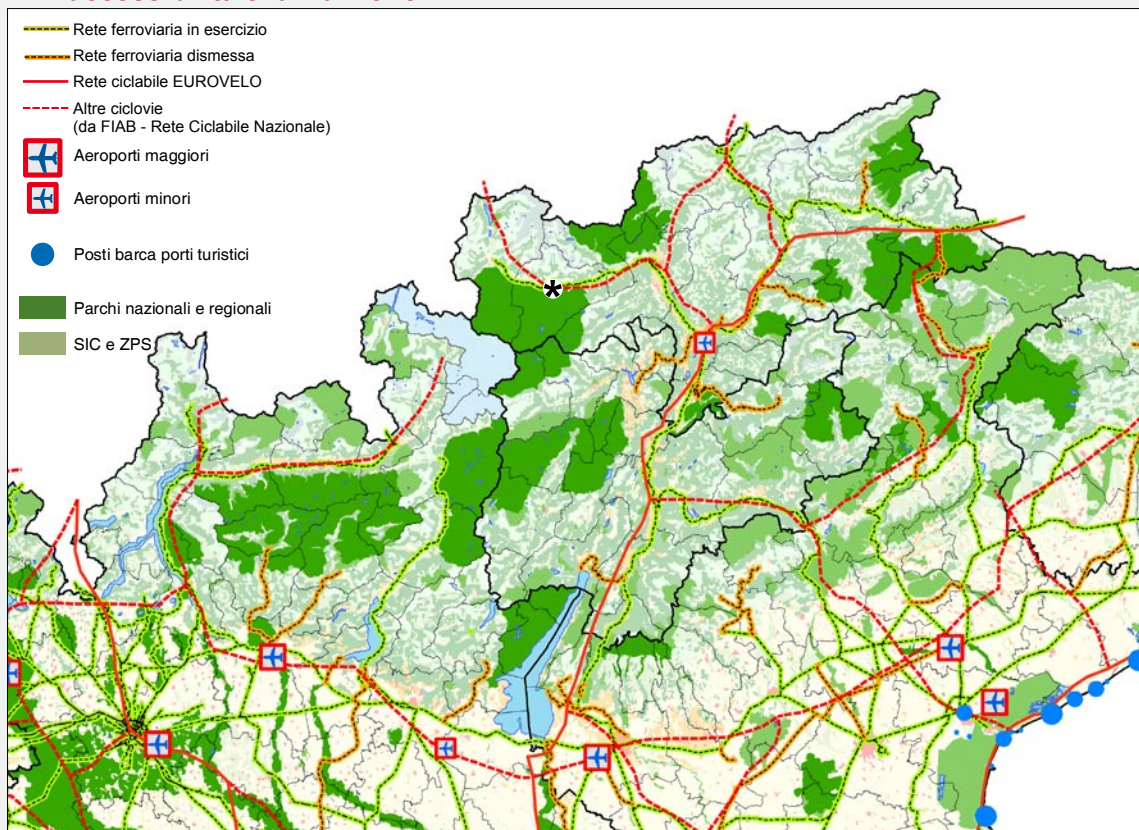 Rete ferroviaria in esercizio
Rete ferroviaria dismessa
Rete ciclabile EUROVELO
Altre ciclovie
(da FIAB - Rete Ciclabile Nazionale)
Aeroporti maggiori
Aeroporti minori
Posti barca porti turistici
Parchi nazionali e regionali
SIC e ZPS
*